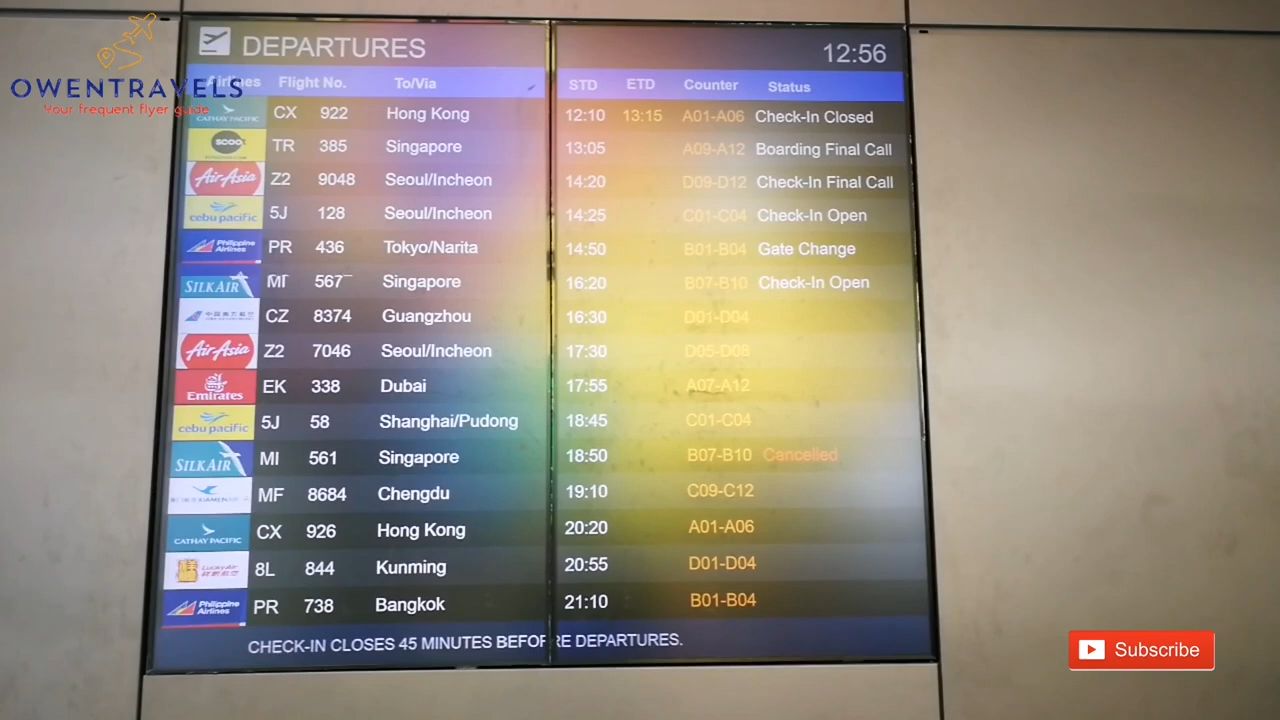 OWENTRAVELS
Your frequent flyer guide
DEPARTURES 12:56
Airlines Flight No. To/Via STD ETD Counter Status
CATHAY PACIFIC CX 922 Hong Kong 12:10 13:15 A01-A06 Check-In Closed
scoot TR 385 Singapore 13:05 A09-A12 Boarding Final Call
AirAsia Z2 9048 Seoul/Incheon 14:20 D09-D12 Check-In Final Call
cebu pacific 5J 128 Seoul/Incheon 14:25 C01-C04 Check-In Open
Philippine Airlines PR 436 Tokyo/Narita 14:50 B01-B04 Gate Change
SILKAIR MI 567 Singapore 16:20 B07-B10 Check-In Open
CZ 8374 Guangzhou 16:30 D01-D04
AirAsia Z2 7046 Seoul/Incheon 17:30 D05-D08
Emirates EK 338 Dubai 17:55 A07-A12
cebu pacific 5J 58 Shanghai/Pudong 18:45 C01-C04
SILKAIR MI 561 Singapore 18:50 B07-B10 Cancelled
MF 8684 Chengdu 19:10 C09-C12
CATHAY PACIFIC CX 926 Hong Kong 20:20 A01-A06
Lucky Air 8L 844 Kunming 20:55 D01-D04
Philippine Airlines PR 738 Bangkok 21:10 B01-B04
CHECK-IN CLOSES 45 MINUTES BEFORE DEPARTURES.
Subscribe